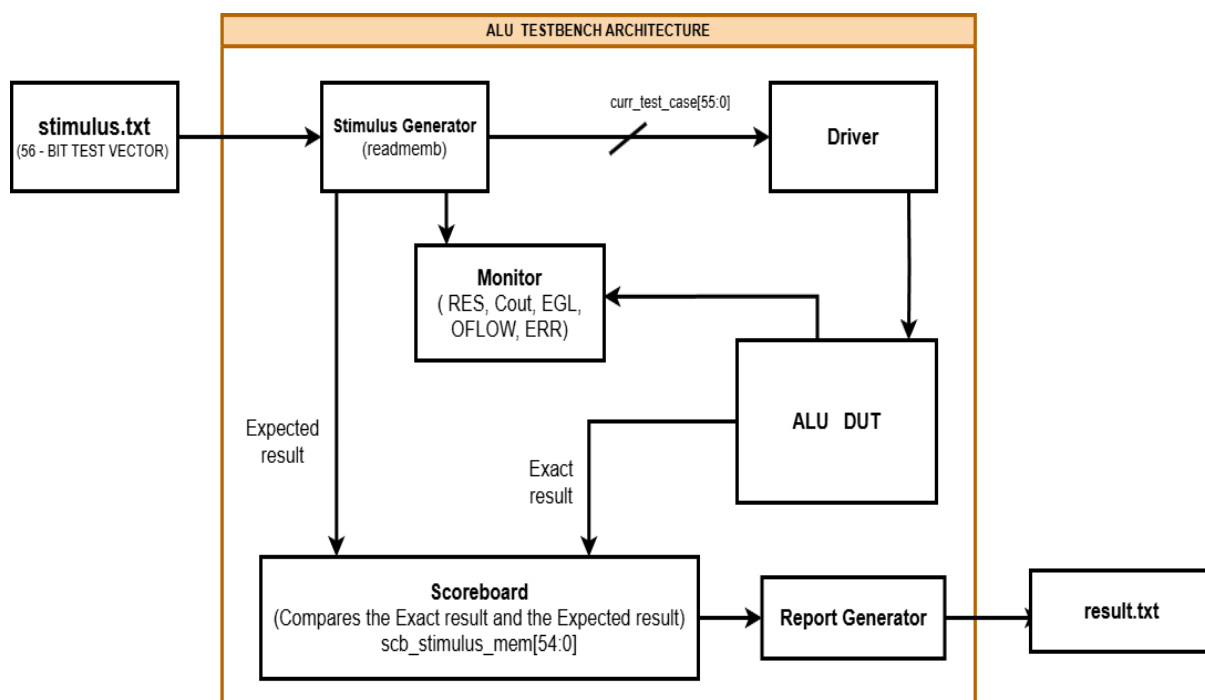 ALU TESTBENCH ARCHITECTURE
stimulus.txt
(56 - BIT TEST VECTOR)
Stimulus Generator
(readmemb)
curr_test_case[55:0]
Driver
Monitor
( RES, Cout, EGL,
OFLOW, ERR)
Expected
result
Exact
result
ALU DUT
Scoreboard
(Compares the Exact result and the Expected result)
scb_stimulus_mem[54:0]
Report Generator
result.txt